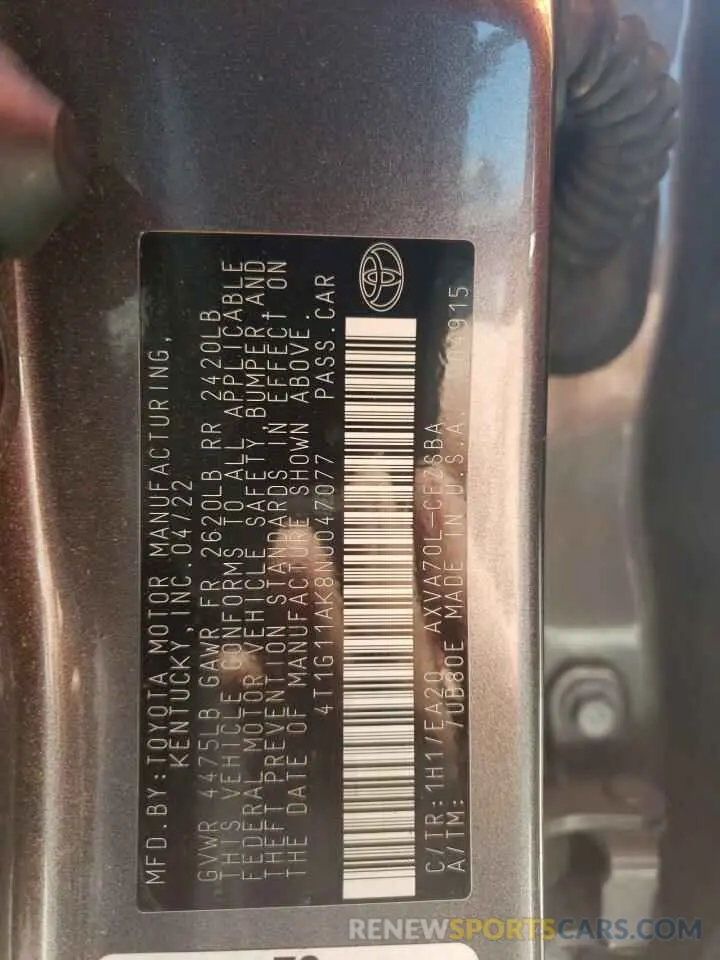 MFD.BY:TOYOTA MOTOR MANUFACTURING,
KENTUCKY,INC.04/22
GVWR 4475LB GAWR FR 2620LB RR 2420LB
THIS VEHICLE CONFORMS TO ALL APPLICABLE
FEDERAL MOTOR VEHICLE SAFETY, BUMPER,AND
THEFT PREVENTION STANDARDS IN EFFECT ON
THE DATE OF MANUFACTURE SHOWN ABOVE.
4T1G11AK8NU047077 PASS.CAR
C/TR:1H1/EA20 AXVA70L-CEZSBA
A/TM: /UB80E MADE IN U.S.A.
RENEWSPORTSCARS.COM